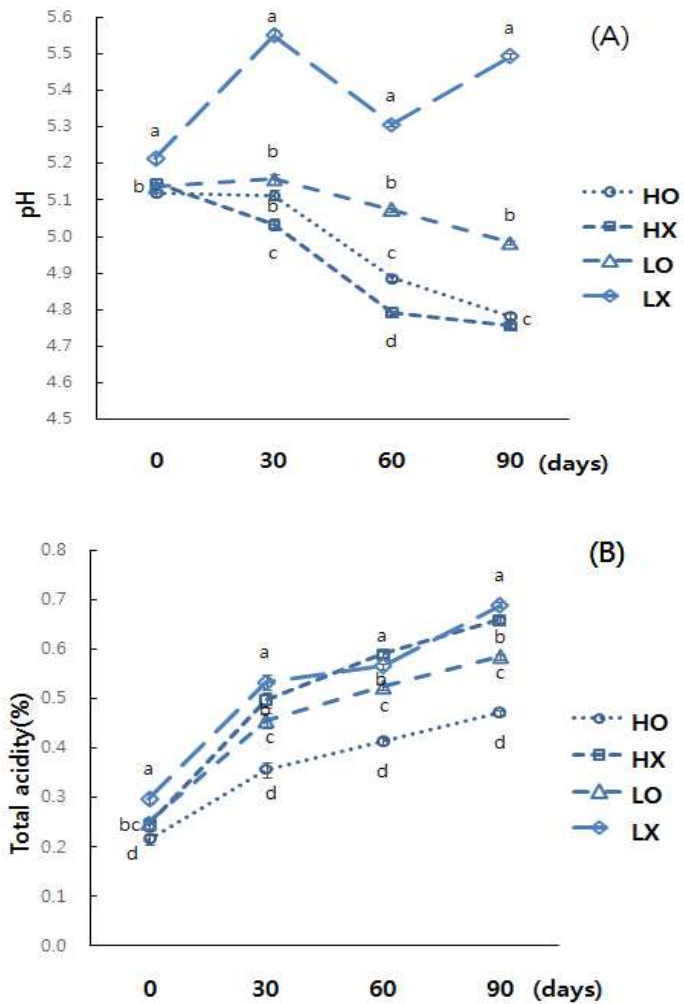 (A)
5.6
5.5
5.4
5.3
5.2
5.1
5.0
4.9
4.8
4.7
4.6
4.5
pH
a
a
a
a
b
b
b
b
b
c
c
d
c
HO
HX
LO
LX
0 30 60 90 (days)
(B)
0.8
0.7
0.6
0.5
0.4
0.3
0.2
0.1
0.0
Total acidity(%)
a
a
a
a
bc
d
b
c
d
b
c
d
b
c
d
HO
HX
LO
LX
0 30 60 90 (days)